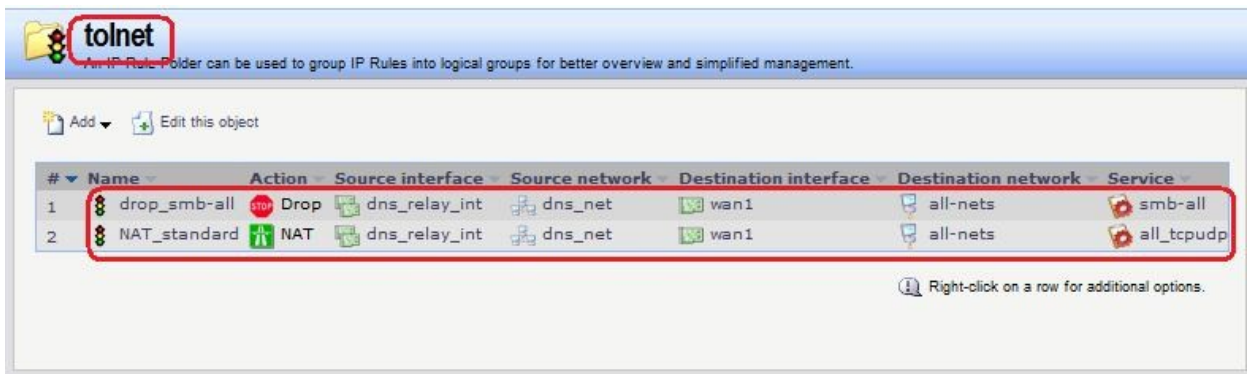 tolnet
An IP Rule Folder can be used to group IP Rules into logical groups for better overview and simplified management.
Add Edit this object
# Name Action Source interface Source network Destination interface Destination network Service
1 drop_smb-all STOP Drop dns_relay_int dns_net wan1 all-nets smb-all
2 NAT_standard NAT dns_relay_int dns_net wan1 all-nets all_tcpudp
Right-click on a row for additional options.